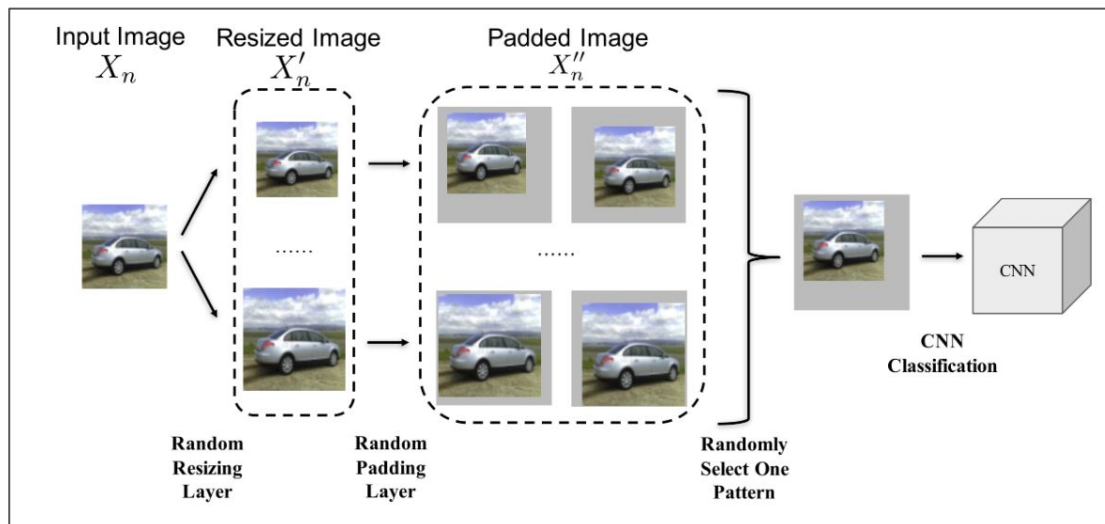 Input Image
X_n
Resized Image
X'_n
Padded Image
X''_n
......
......
CNN
Random
Resizing
Layer
Random
Padding
Layer
Randomly
Select One
Pattern
CNN
Classification